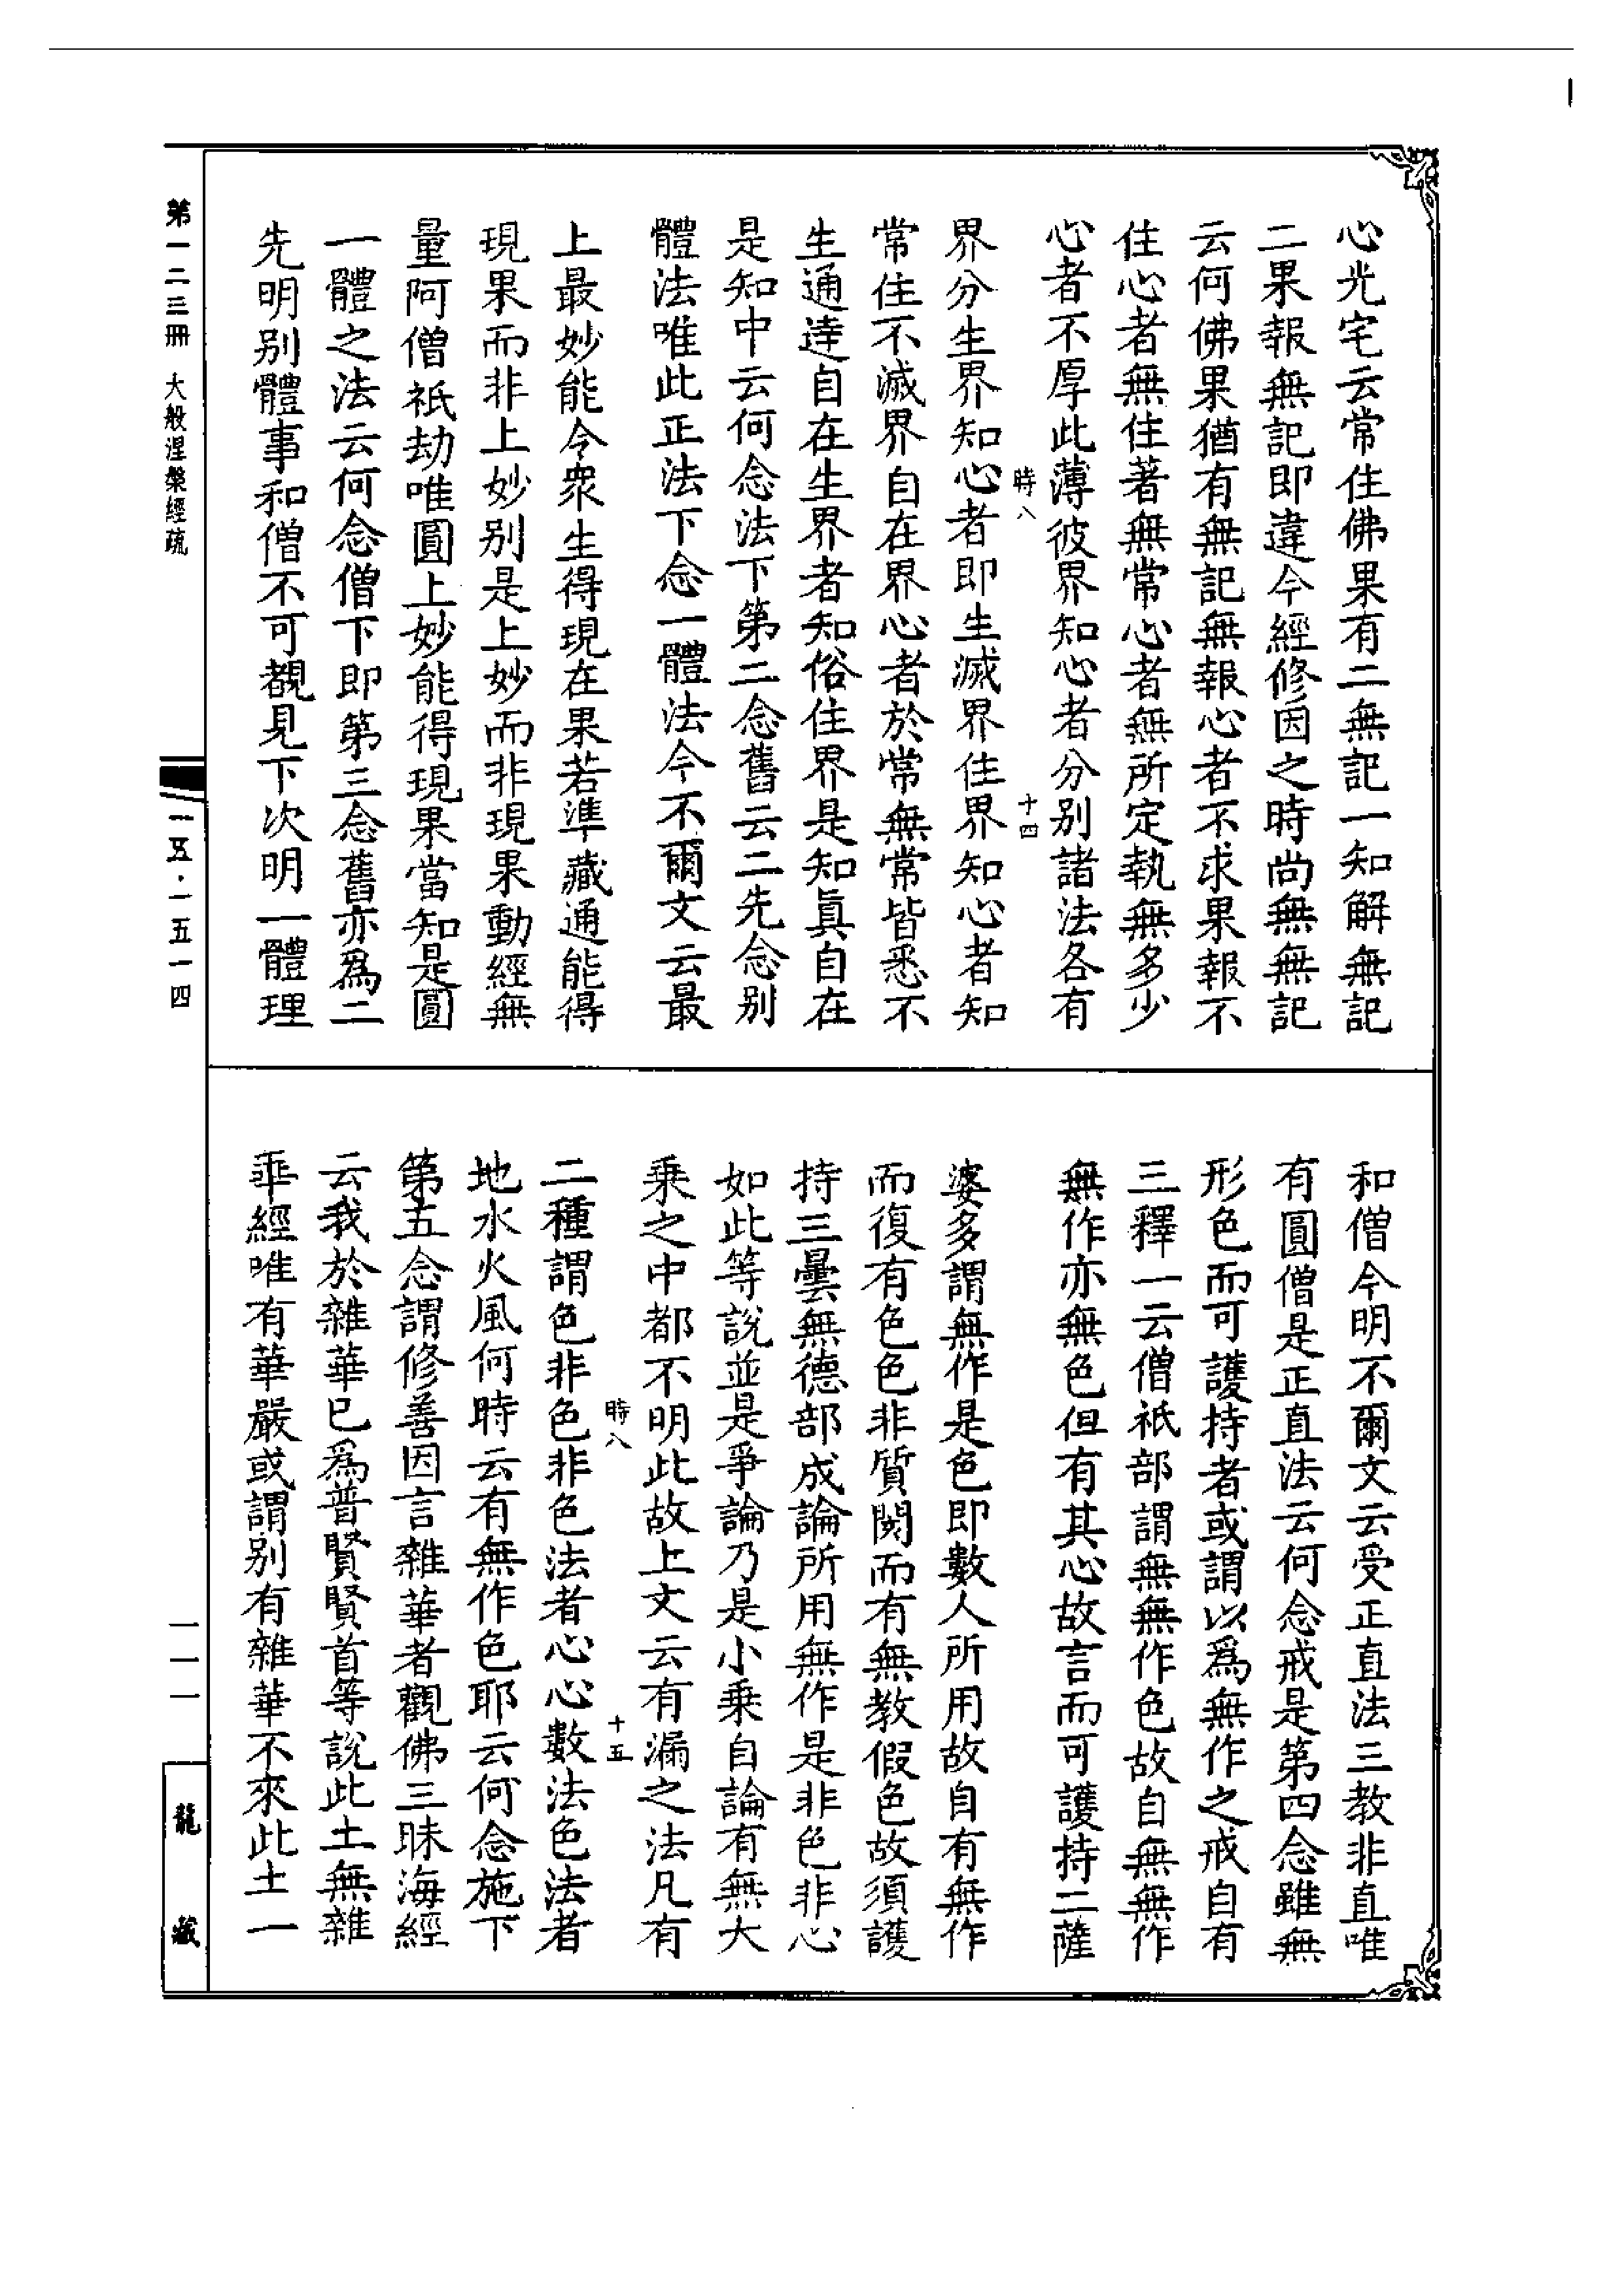 心光宅云常住佛果有二無記一知解無記
二果報無記即違今經修因之時尚無無記
云何佛果猶有無記無報心者不求果報不
住心者無住著無常心者無所定執無多少
心者不厚此薄彼界知心者分別諸法各有
時八 十四
界分生界知心者即生滅界住界知心者知
常住不滅界自在界心者於常無常皆悉不
生通達自在生界者知俗住界是知眞自在
是知中云何念法下第二念舊云二先念别
體法唯此正法下念一體法今不爾文云最
上最妙能令衆生得現在果若準藏通能得
現果而非上妙别是上妙而非現果動經無
量阿僧祇劫唯圓上妙能得現果當知是圓
一體之法云何念僧下即第三念舊亦爲二
先明别體事和僧不可覩見下次明一體理
和僧今明不爾文云受正直法三教非直唯
有圓僧是正直法云何念戒是第四念雖無
形色而可護持者或謂以爲無作之戒自有
三釋一云僧祇部謂無無作色故自無無作
無作亦無色但有其心故言而可護持二薩
婆多謂無作是色即數人所用故自有無作
而復有色色非質閡而有無教假色故須護
持三曇無德部成論所用無作是非色非心
如此等說並是爭論乃是小乘自論有無大
乘之中都不明此故上文云有漏之法凡有
時八 十五
二種謂色非色非色法者心心數法色法者
地水火風何時云有無作色耶云何念施下
第五念謂修善因言雜華者觀佛三昧海經
云我於雜華已爲普賢賢首等說此土無雜
華經唯有華嚴或謂别有雜華不來此土一
第一二三冊 大般涅槃經疏
一五·一五一四
一一一
龍藏